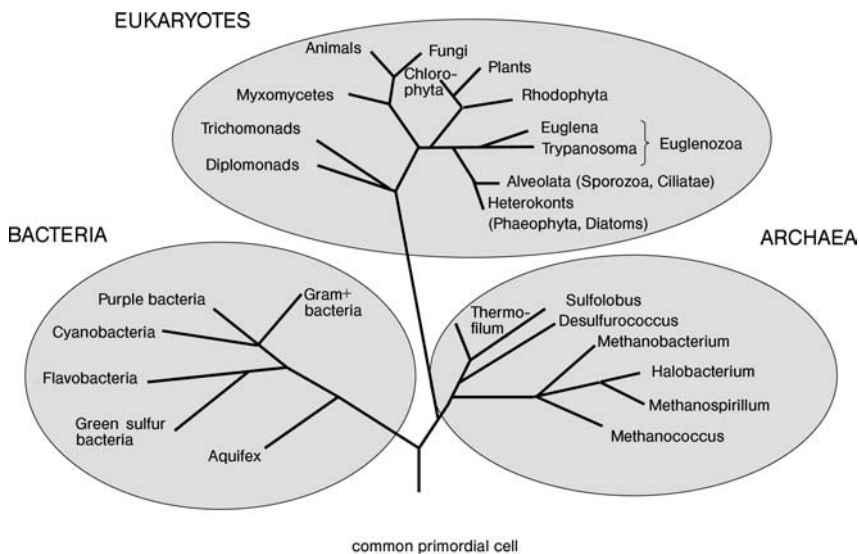 EUKARYOTES
Animals
Fungi
Chloro-
phyta
Plants
Myxomycetes
Rhodophyta
Trichomonads
Euglena
Trypanosoma
Euglenozoa
Diplomonads
Alveolata (Sporozoa, Ciliatae)
Heterokonts
(Phaeophyta, Diatoms)
BACTERIA
ARCHAEA
Purple bacteria
Gram+
bacteria
Cyanobacteria
Flavobacteria
Green sulfur
bacteria
Aquifex
Thermo-
filum
Sulfolobus
Desulfurococcus
Methanobacterium
Halobacterium
Methanospirillum
Methanococcus
common primordial cell